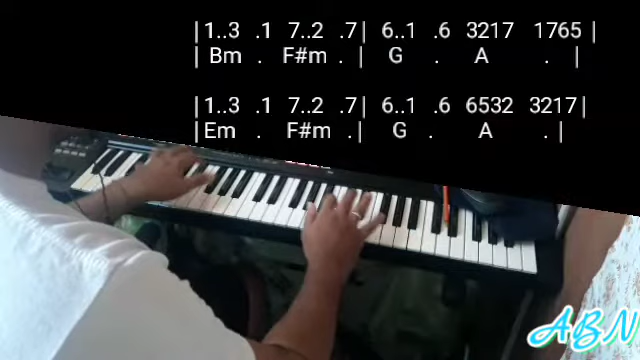 |1..3 .1 7..2 .7| 6..1 .6 3217 1765 |
| Bm . F#m . | G . A . |
|1..3 .1 7..2 .7| 6..1 .6 6532 3217|
|Em . F#m .| G . A .|
ABN